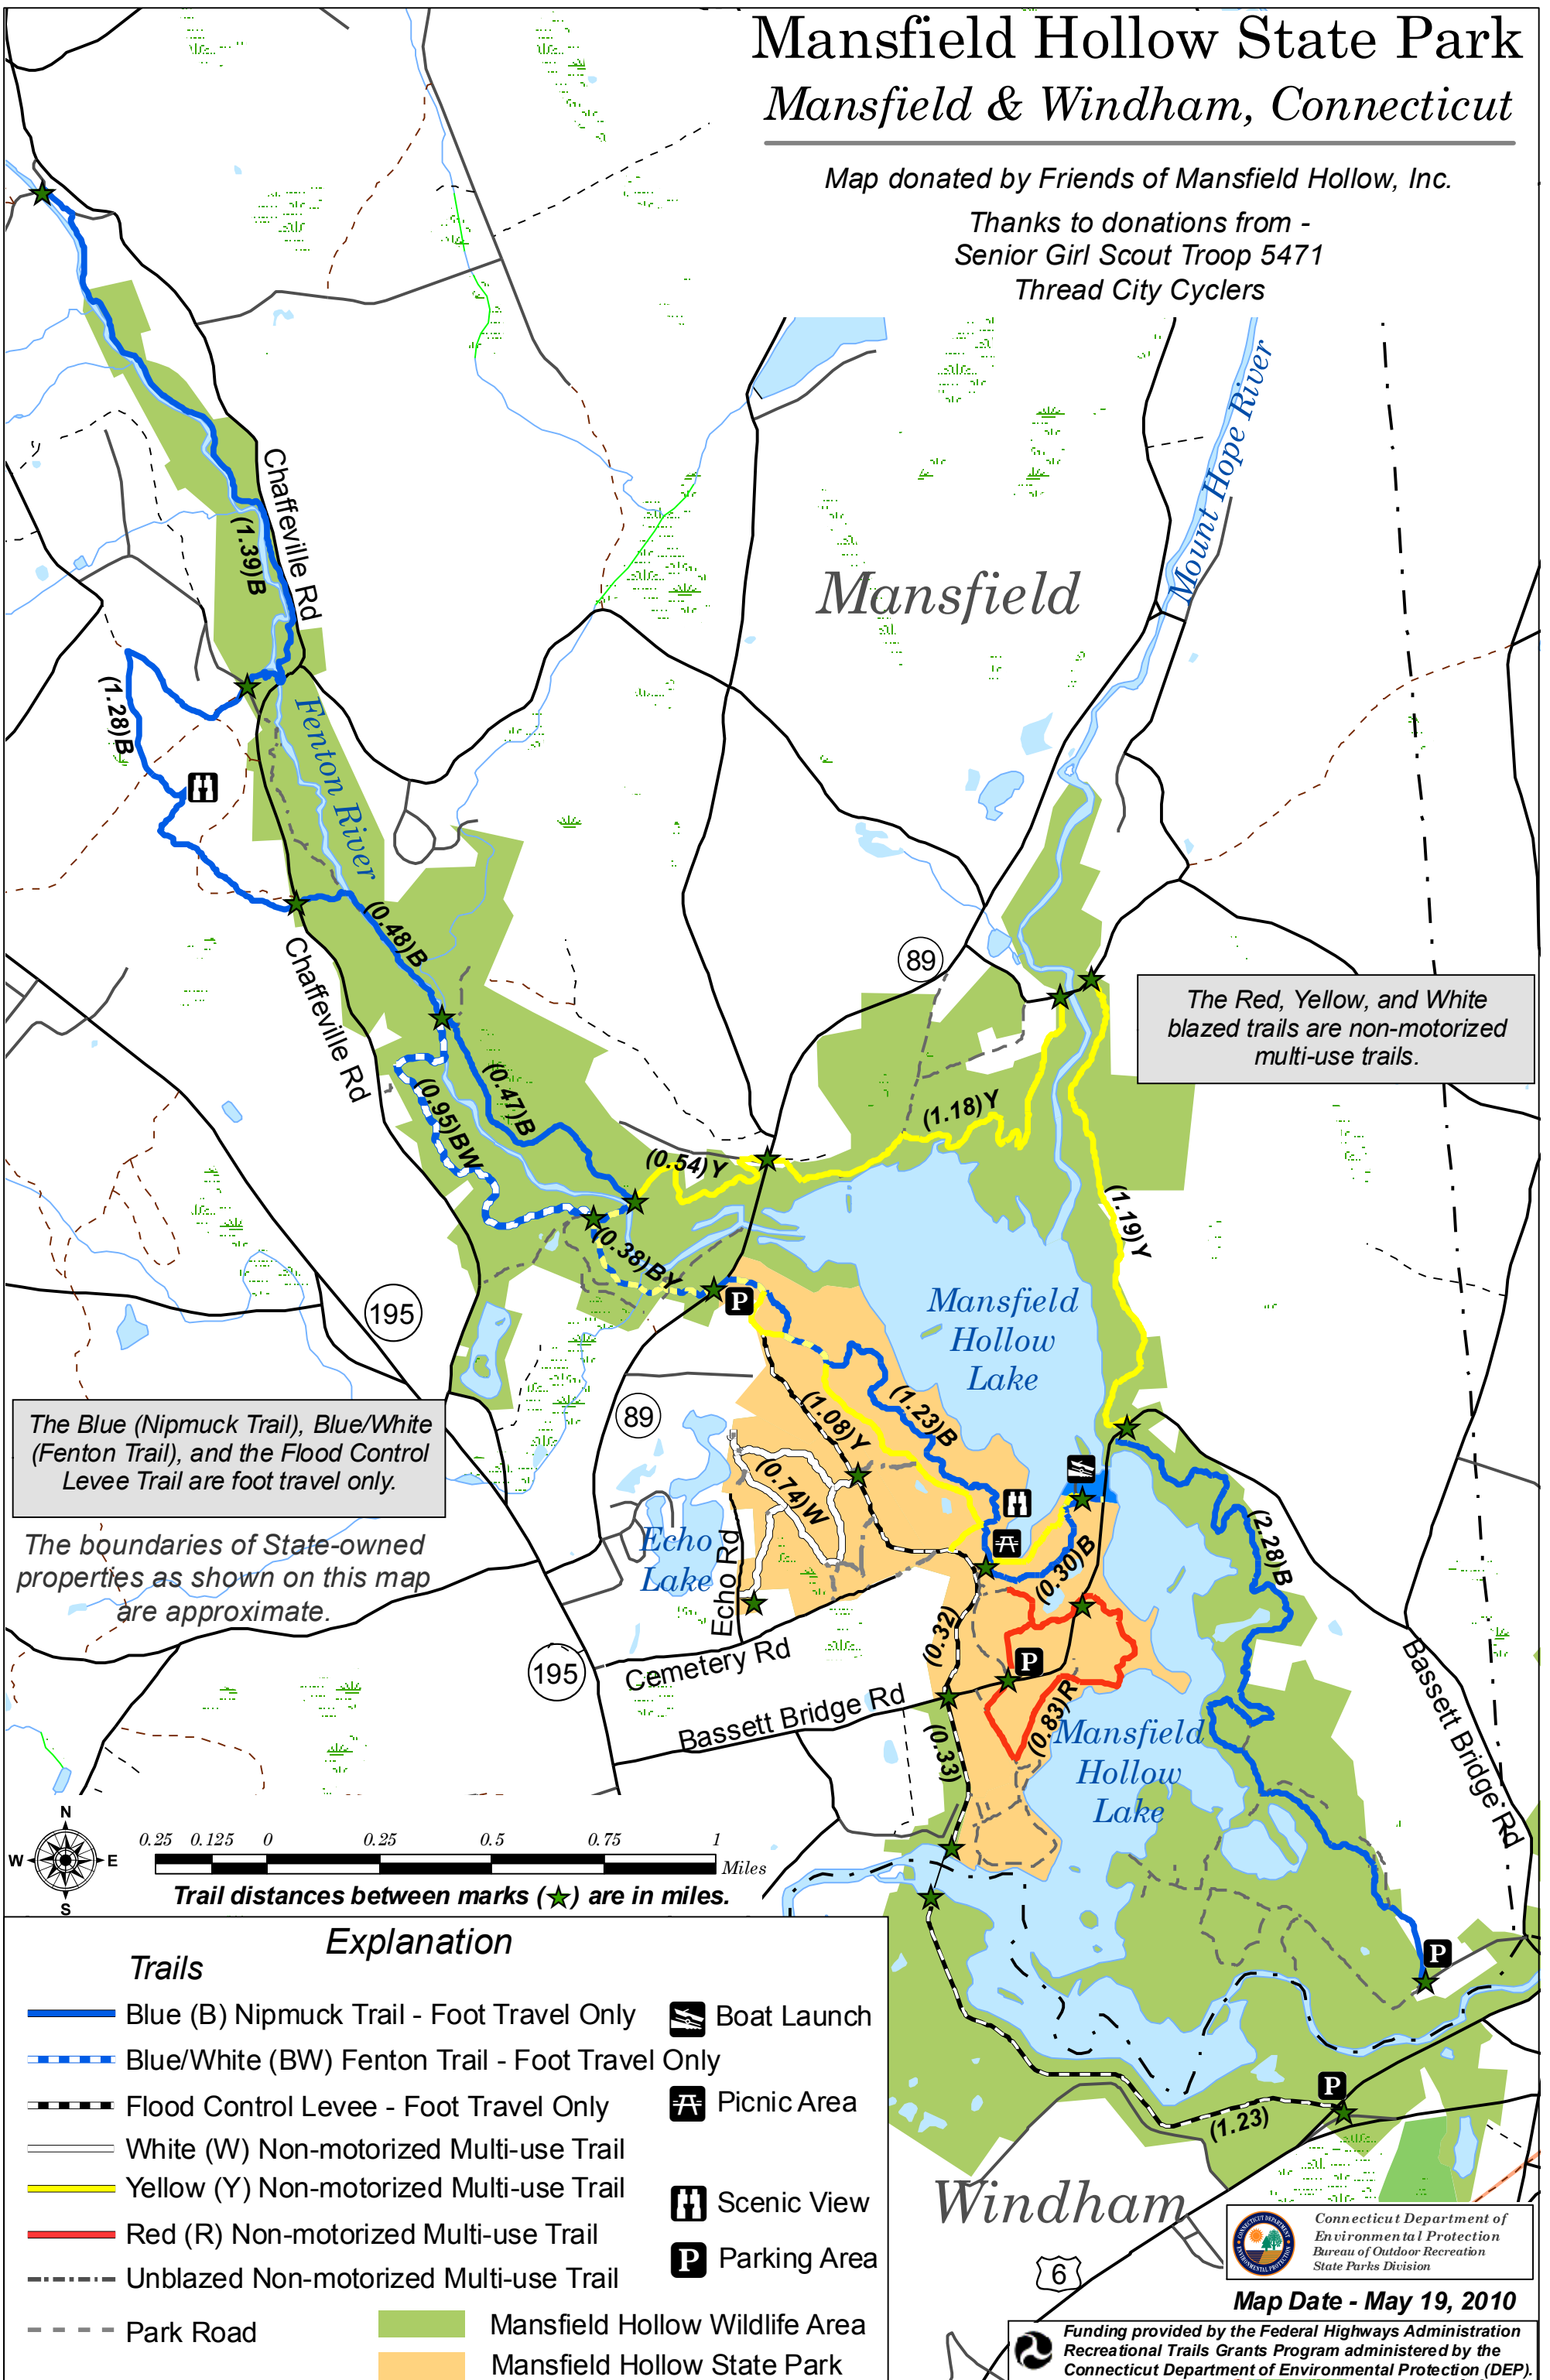 Mansfield Hollow State Park
Mansfield & Windham, Connecticut
Map donated by Friends of Mansfield Hollow, Inc.
Thanks to donations from -
Senior Girl Scout Troop 5471
Thread City Cyclers
Mount Hope River
Mansfield
Chaffeville Rd
(1.39)B
(1.28)B
Fenton River
(0.48)B
Chaffeville Rd
89
The Red, Yellow, and White
blazed trails are non-motorized
multi-use trails.
(0.47)B
(0.95)BW
(1.18)Y
(0.54)Y
(1.19)Y
(0.38)BY
P
195
Mansfield
Hollow
Lake
89
The Blue (Nipmuck Trail), Blue/White
(Fenton Trail), and the Flood Control
Levee Trail are foot travel only.
(1.08)Y
(1.23)B
(0.74)W
The boundaries of State-owned
properties as shown on this map
are approximate.
Echo
Lake
Echo Rd
(0.30)B
(2.28)B
(0.32)
P
195
Cemetery Rd
Bassett Bridge Rd
(0.83)R
(0.33)
Mansfield
Hollow
Lake
Bassett Bridge Rd
N
W
E
S
0.25 0.125 0 0.25 0.5 0.75 1
Miles
Trail distances between marks (★) are in miles.
P
Explanation
Trails
Blue (B) Nipmuck Trail - Foot Travel Only
Blue/White (BW) Fenton Trail - Foot Travel Only
Flood Control Levee - Foot Travel Only
White (W) Non-motorized Multi-use Trail
Yellow (Y) Non-motorized Multi-use Trail
Red (R) Non-motorized Multi-use Trail
Unblazed Non-motorized Multi-use Trail
Park Road
Boat Launch
Picnic Area
Scenic View
P Parking Area
Mansfield Hollow Wildlife Area
Mansfield Hollow State Park
P
(1.23)
Windham
6
CONNECTICUT DEPARTMENT
ENVIRONMENTAL PROTECTION
Connecticut Department of
Environmental Protection
Bureau of Outdoor Recreation
State Parks Division
Map Date - May 19, 2010
Funding provided by the Federal Highways Administration
Recreational Trails Grants Program administered by the
Connecticut Department of Environmental Protection (DEP).